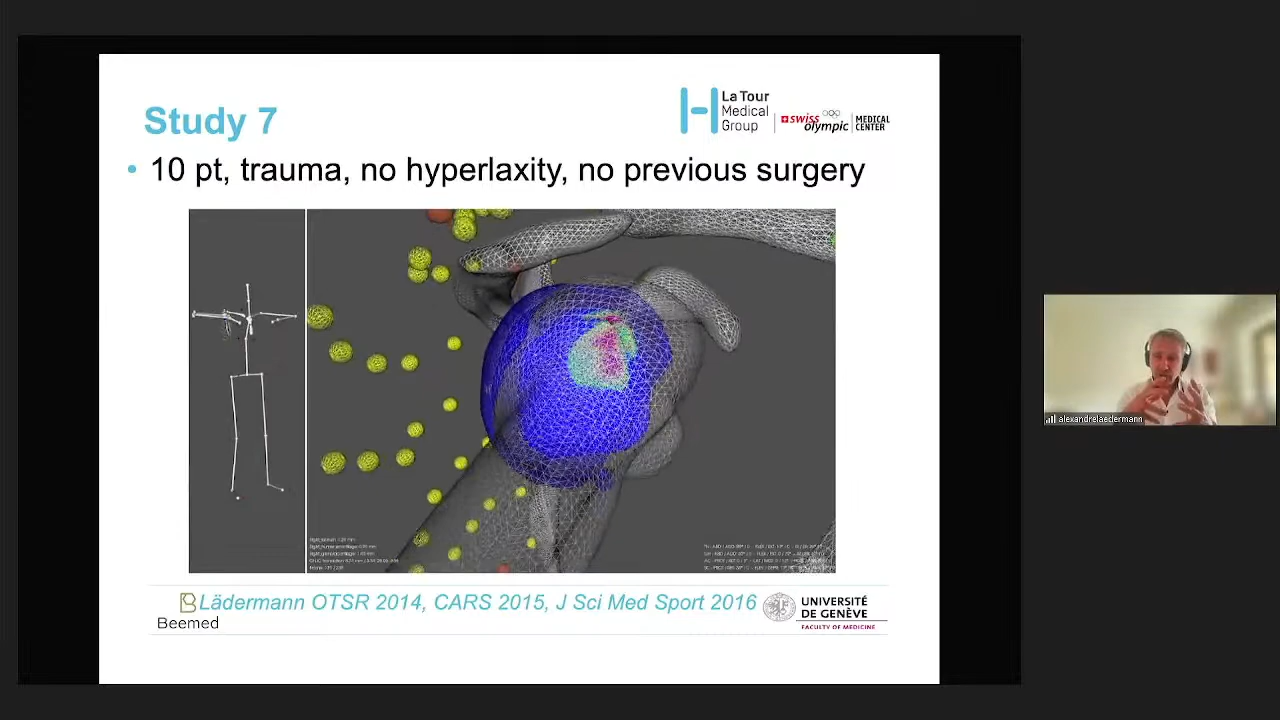 Study 7
La Tour
Medical
Group
swiss
olympic
MEDICAL
CENTER
• 10 pt, trauma, no hyperlaxity, no previous surgery
Lädermann OTSR 2014, CARS 2015, J Sci Med Sport 2016
Beemed
UNIVERSITÉ
DE GENÈVE
FACULTY OF MEDICINE
alexandrelaedermann